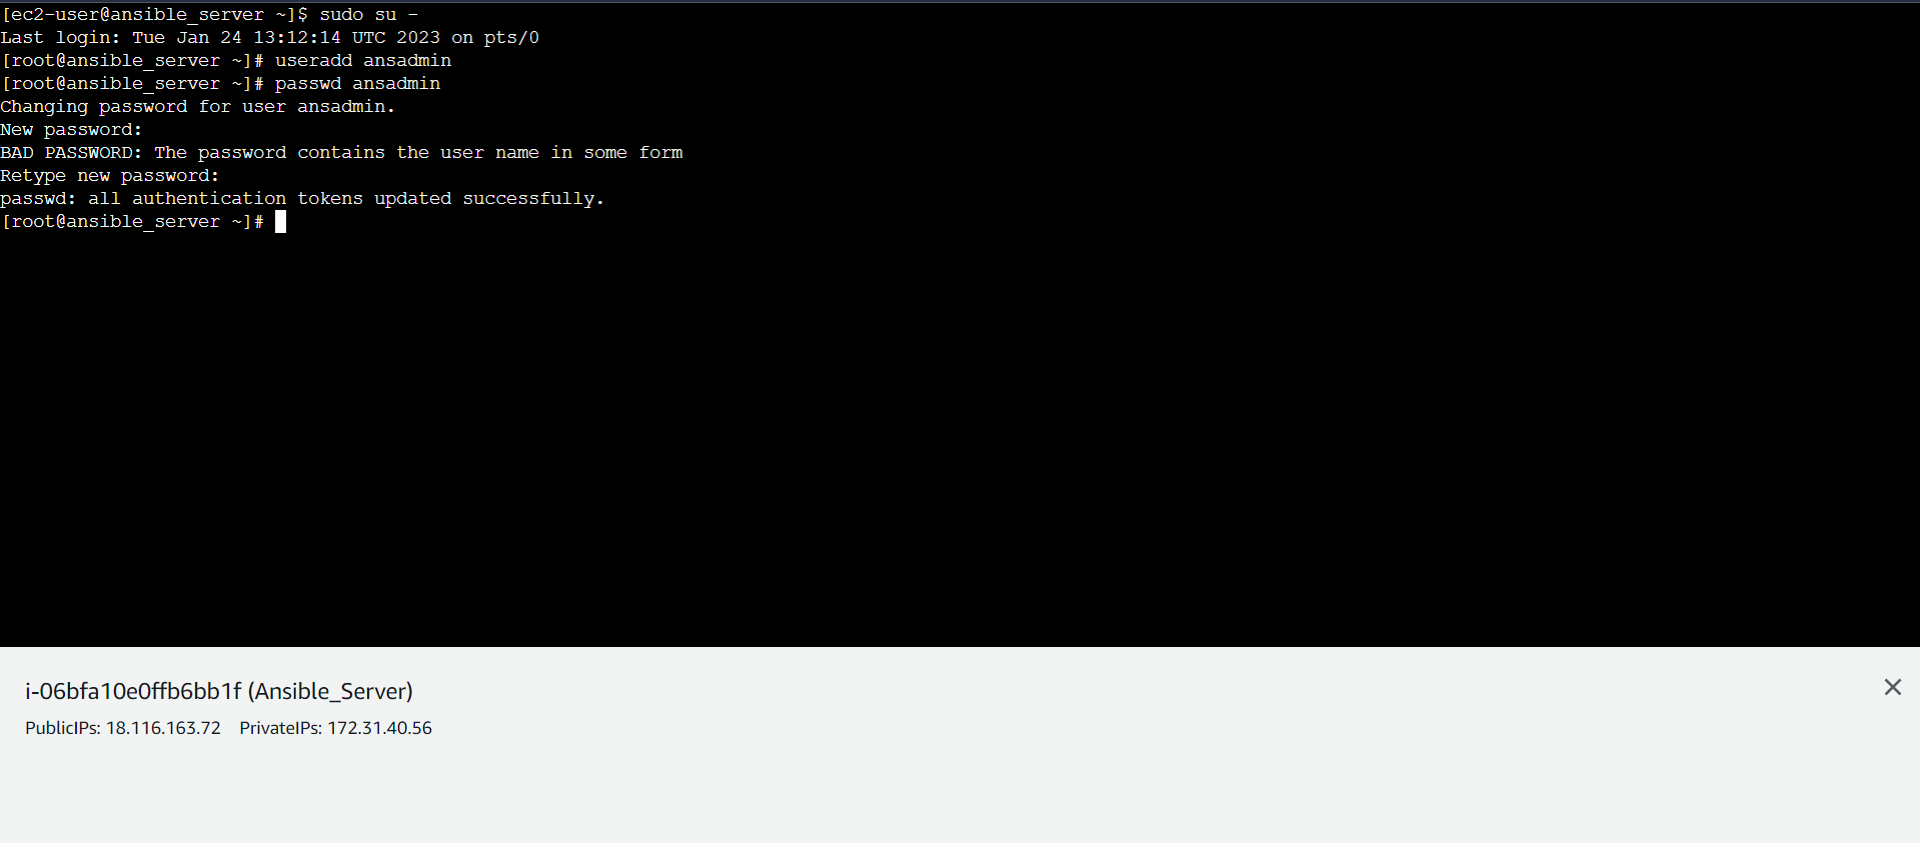 [ec2-user@ansible_server ~]$ sudo su -
Last login: Tue Jan 24 13:12:14 UTC 2023 on pts/0
[root@ansible_server ~]# useradd ansadmin
[root@ansible_server ~]# passwd ansadmin
Changing password for user ansadmin.
New password:
BAD PASSWORD: The password contains the user name in some form
Retype new password:
passwd: all authentication tokens updated successfully.
[root@ansible_server ~]#
i-06bfa10e0ffb6bb1f (Ansible_Server)
PublicIPs: 18.116.163.72 PrivateIPs: 172.31.40.56